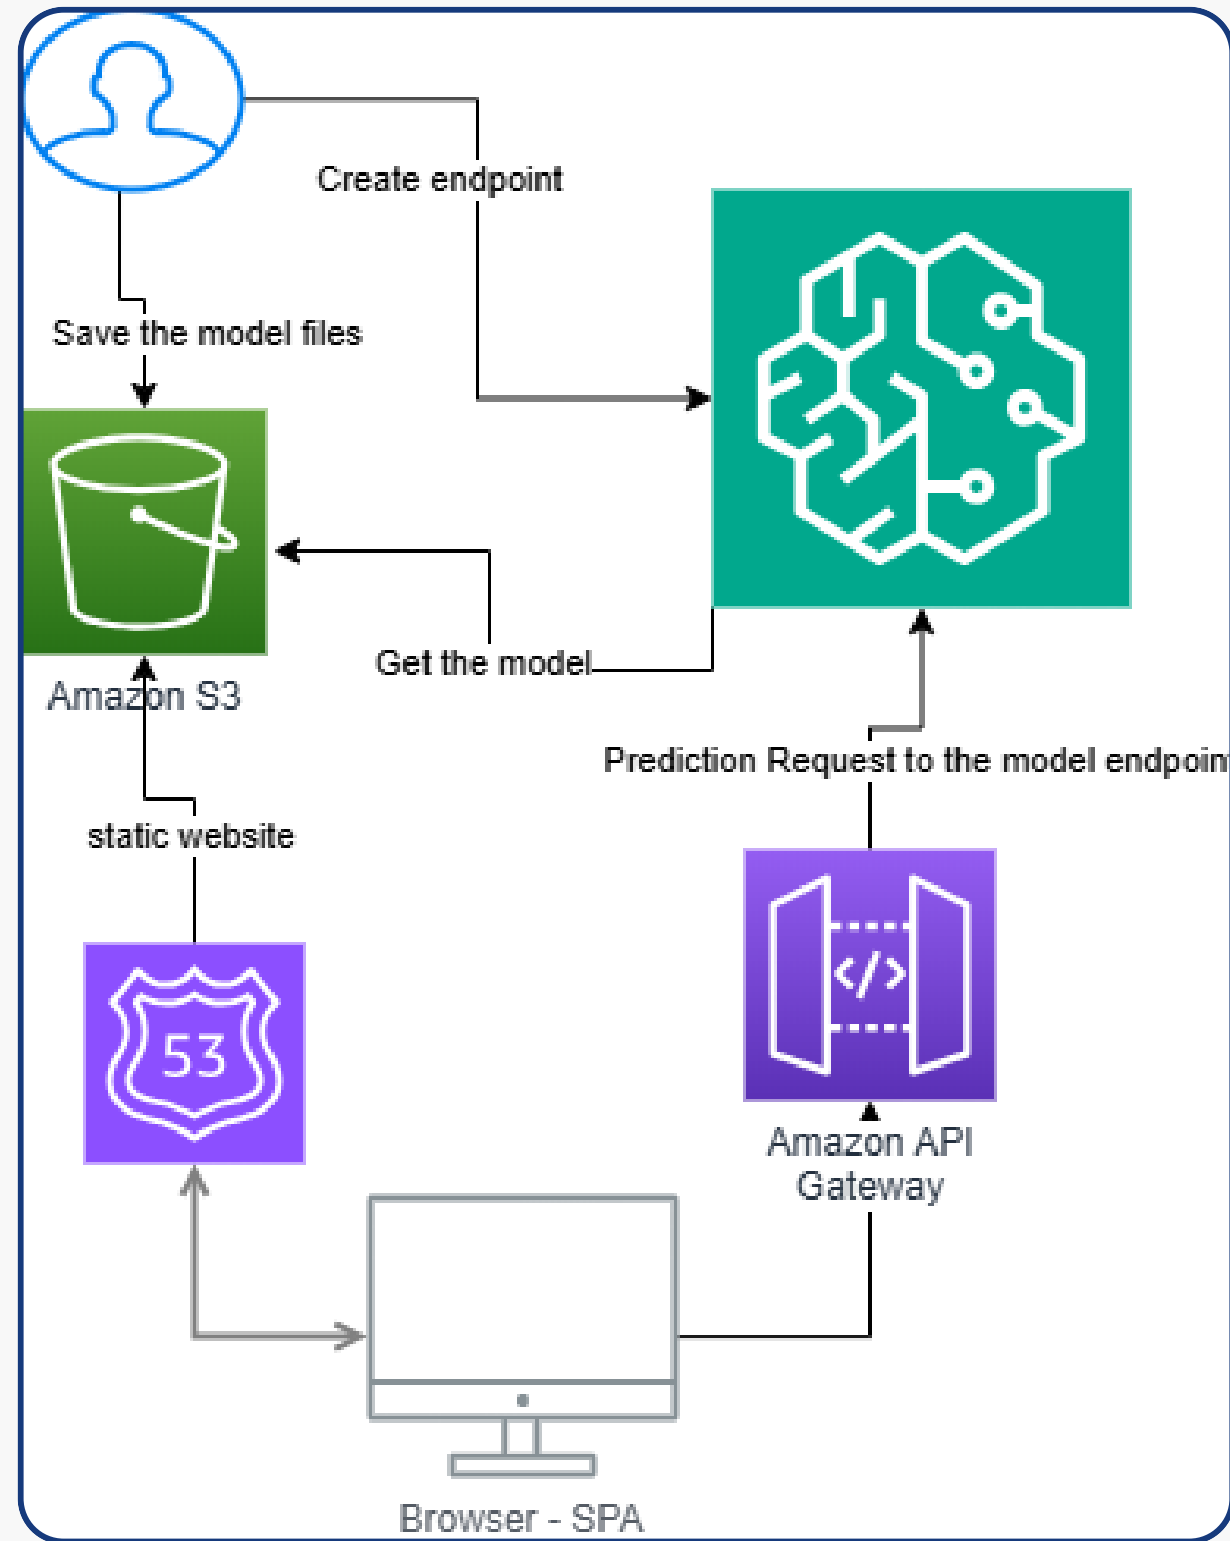 Create endpoint
Save the model files
Amazon S3
Get the model
Prediction Request to the model endpoint
static website
53
</>
Amazon API
Gateway
Browser - SPA